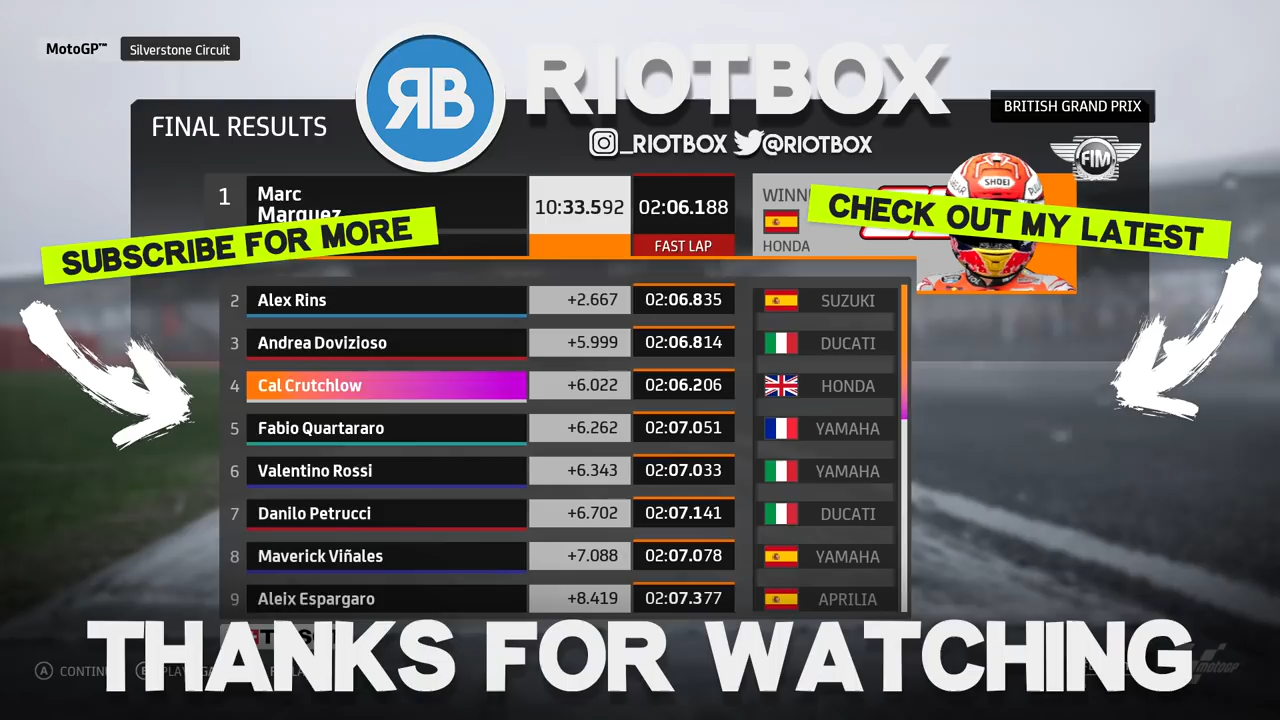 MotoGP™ Silverstone Circuit
RB RIOTBOX
_RIOTBOX @RIOTBOX
BRITISH GRAND PRIX
FINAL RESULTS
FIM
SHOEI
1 Marc Marquez 10:33.592 02:06.188
FAST LAP
HONDA
SUBSCRIBE FOR MORE
CHECK OUT MY LATEST
2 Alex Rins +2.667 02:06.835 SUZUKI
3 Andrea Dovizioso +5.999 02:06.814 DUCATI
4 Cal Crutchlow +6.022 02:06.206 HONDA
5 Fabio Quartararo +6.262 02:07.051 YAMAHA
6 Valentino Rossi +6.343 02:07.033 YAMAHA
7 Danilo Petrucci +6.702 02:07.141 DUCATI
8 Maverick Viñales +7.088 02:07.078 YAMAHA
9 Aleix Espargaro +8.419 02:07.377 APRILIA
THANKS FOR WATCHING
A
MotoGP